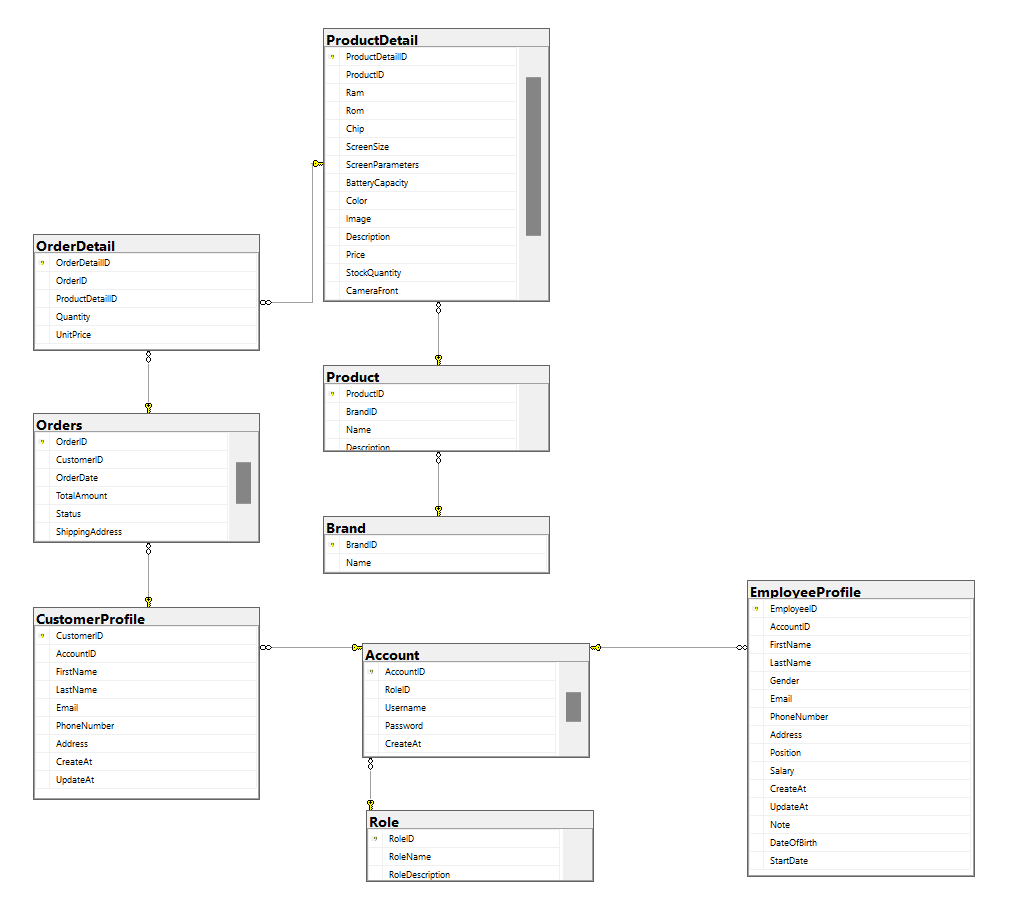 ProductDetail
ProductDetailID
ProductID
Ram
Rom
Chip
ScreenSize
ScreenParameters
BatteryCapacity
Color
Image
Description
Price
StockQuantity
CameraFront
OrderDetail
OrderDetailID
OrderID
ProductDetailID
Quantity
UnitPrice
Product
ProductID
BrandID
Name
Description
Orders
OrderID
CustomerID
OrderDate
TotalAmount
Status
ShippingAddress
Brand
BrandID
Name
CustomerProfile
CustomerID
AccountID
FirstName
LastName
Email
PhoneNumber
Address
CreateAt
UpdateAt
Account
AccountID
RoleID
Username
Password
CreateAt
EmployeeProfile
EmployeeID
AccountID
FirstName
LastName
Gender
Email
PhoneNumber
Address
Position
Salary
CreateAt
UpdateAt
Note
DateOfBirth
StartDate
Role
RoleID
RoleName
RoleDescription